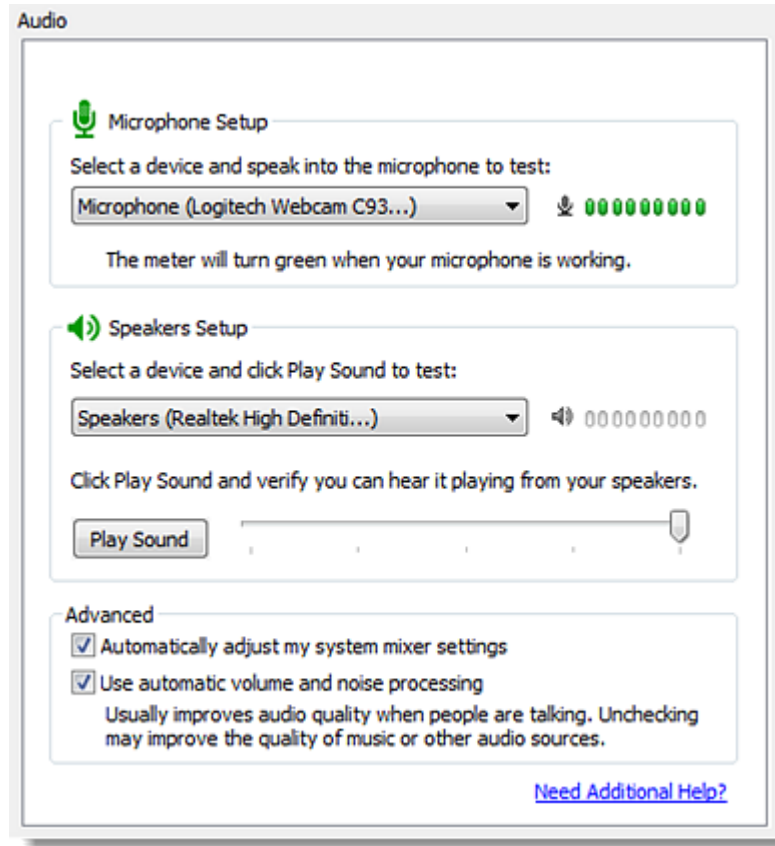 Audio
Microphone Setup
Select a device and speak into the microphone to test:
Microphone (Logitech Webcam C93...)
The meter will turn green when your microphone is working.
Speakers Setup
Select a device and click Play Sound to test:
Speakers (Realtek High Definiti...)
Click Play Sound and verify you can hear it playing from your speakers.
Play Sound
Advanced
Automatically adjust my system mixer settings
Use automatic volume and noise processing
Usually improves audio quality when people are talking. Unchecking
may improve the quality of music or other audio sources.
Need Additional Help?